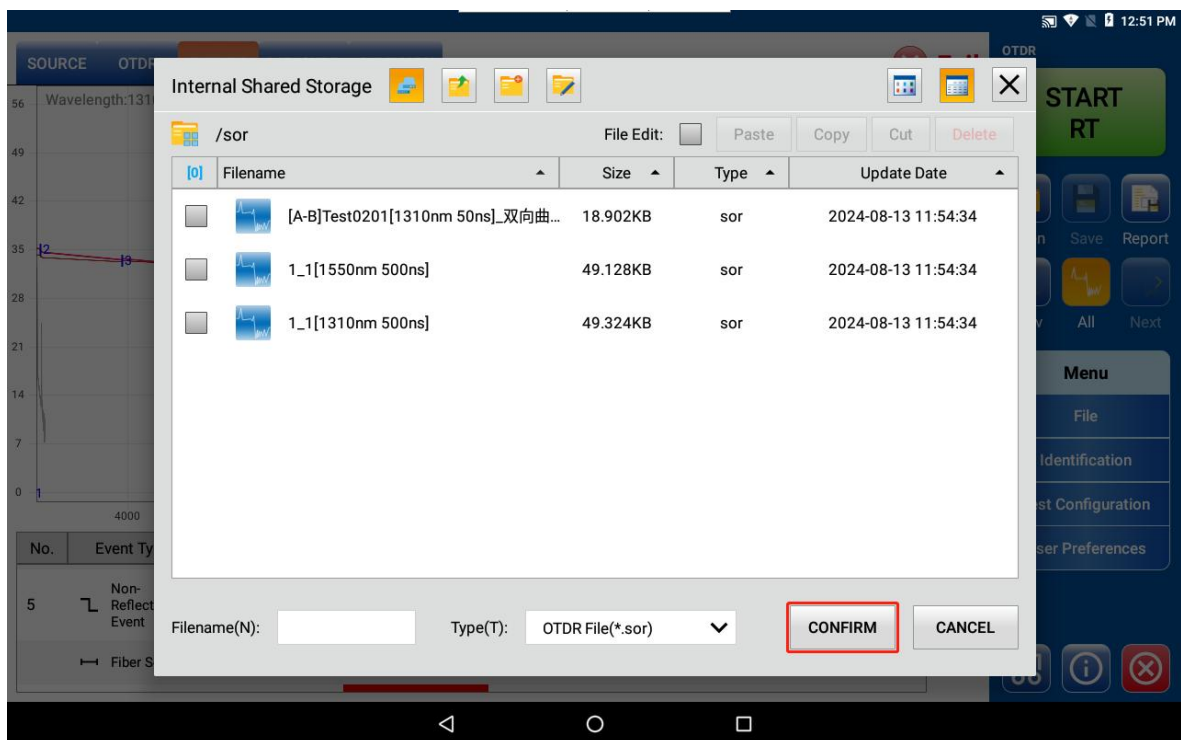 12:51 PM
SOURCE
OTDR
OTDR
Internal Shared Storage
START
RT
56
Wavelength:131
/sor
File Edit:
Paste
Copy
Cut
Delete
49
[0]
Filename
Size
Type
Update Date
42
[A-B]Test0201[1310nm 50ns]_双向曲...
18.902KB
sor
2024-08-13 11:54:34
Save
Report
35
2
3
1_1[1550nm 500ns]
49.128KB
sor
2024-08-13 11:54:34
28
1_1[1310nm 500ns]
49.324KB
sor
2024-08-13 11:54:34
All
Next
21
Menu
14
File
7
Identification
0
1
st Configuration
4000
No.
Event Ty
ser Preferences
5
Non-
Reflect
Event
Filename(N):
Type(T):
OTDR File(*.sor)
CONFIRM
CANCEL
Fiber S